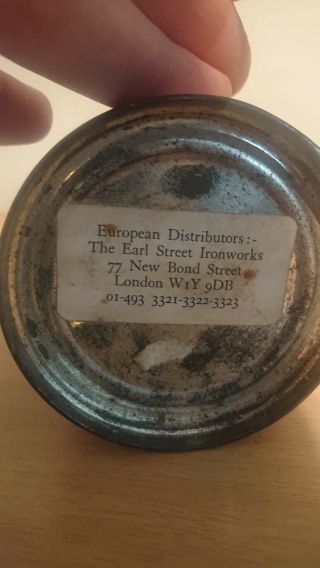 European Distributors:-
The Earl Street Ironworks
77 New Bond Street
London W1Y 9DB
01-493 3321-3322-3323